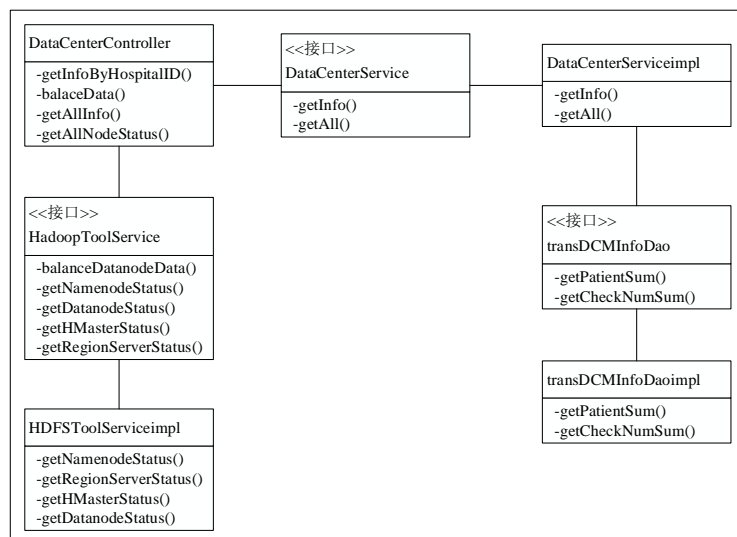 DataCenterController
-getInfoByHospitalID()
-balaceData()
-getAllInfo()
-getAllNodeStatus()
<<接口>>
DataCenterService
-getInfo()
-getAll()
DataCenterServiceimpl
-getInfo()
-getAll()
<<接口>>
HadoopToolService
-balanceDatanodeData()
-getNamenodeStatus()
-getDatanodeStatus()
-getHMasterStatus()
-getRegionServerStatus()
<<接口>>
transDCMInfoDao
-getPatientSum()
-getCheckNumSum()
transDCMInfoDaoimpl
-getPatientSum()
-getCheckNumSum()
HDFSToolServiceimpl
-getNamenodeStatus()
-getRegionServerStatus()
-getHMasterStatus()
-getDatanodeStatus()